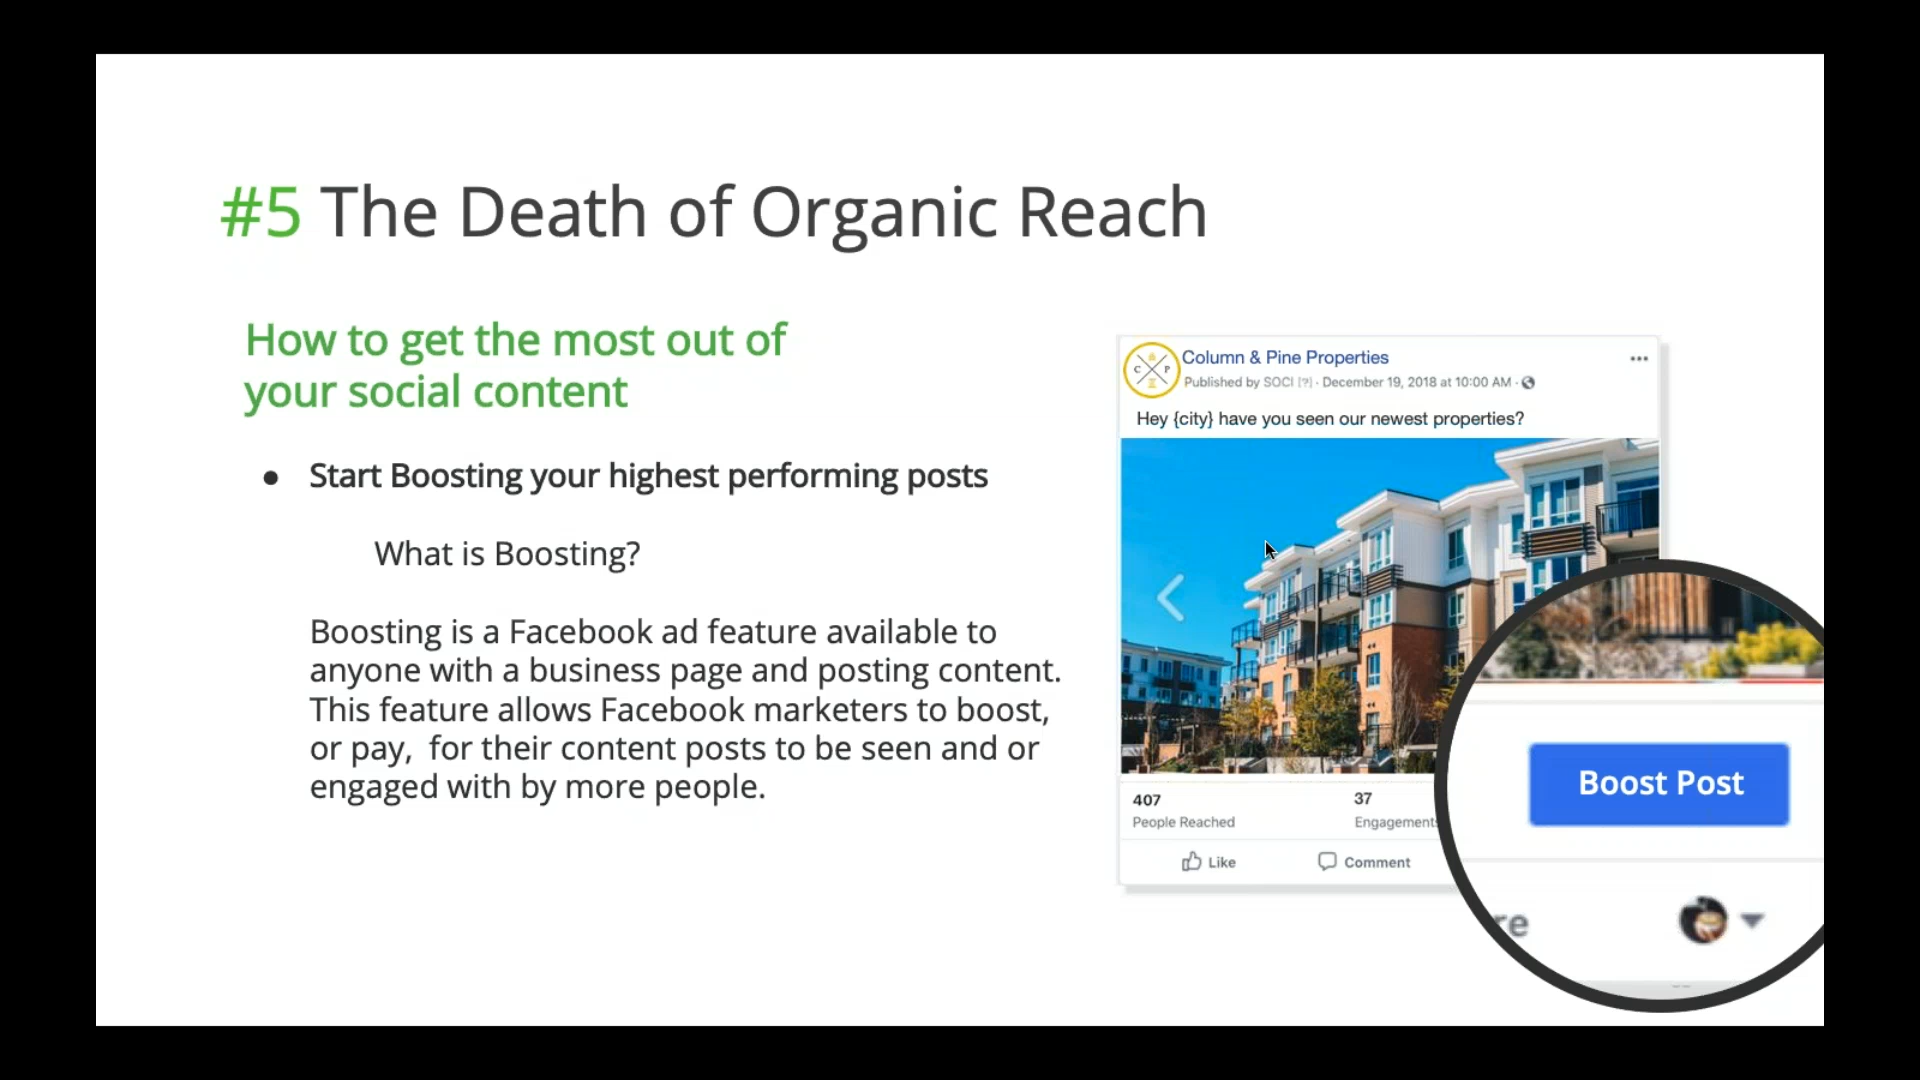 #5 The Death of Organic Reach
How to get the most out of
your social content
● Start Boosting your highest performing posts
What is Boosting?
Boosting is a Facebook ad feature available to
anyone with a business page and posting content.
This feature allows Facebook marketers to boost,
or pay,  for their content posts to be seen and or
engaged with by more people.
C P
Column & Pine Properties
Published by SOCi [?] · December 19, 2018 at 10:00 AM ·
Hey {city} have you seen our newest properties?
407
People Reached
37
Engagements
Like
Comment
Boost Post
re